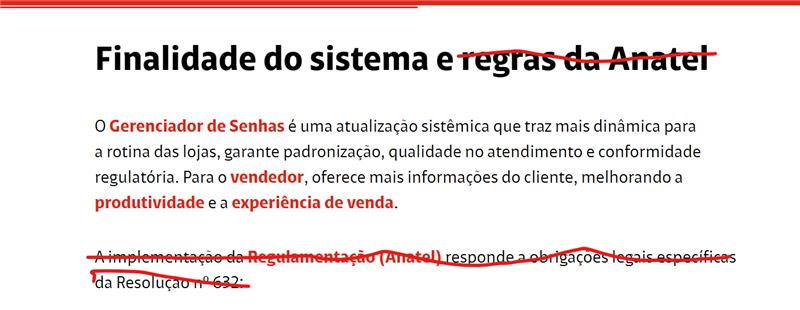 Finalidade do sistema e regras da Anatel
O Gerenciador de Senhas é uma atualização sistêmica que traz mais dinâmica para
a rotina das lojas, garante padronização, qualidade no atendimento e conformidade
regulatória. Para o vendedor, oferece mais informações do cliente, melhorando a
produtividade e a experiência de venda.
A implementação da Regulamentação (Anatel) responde a obrigações legais específicas
da Resolução nº 632: